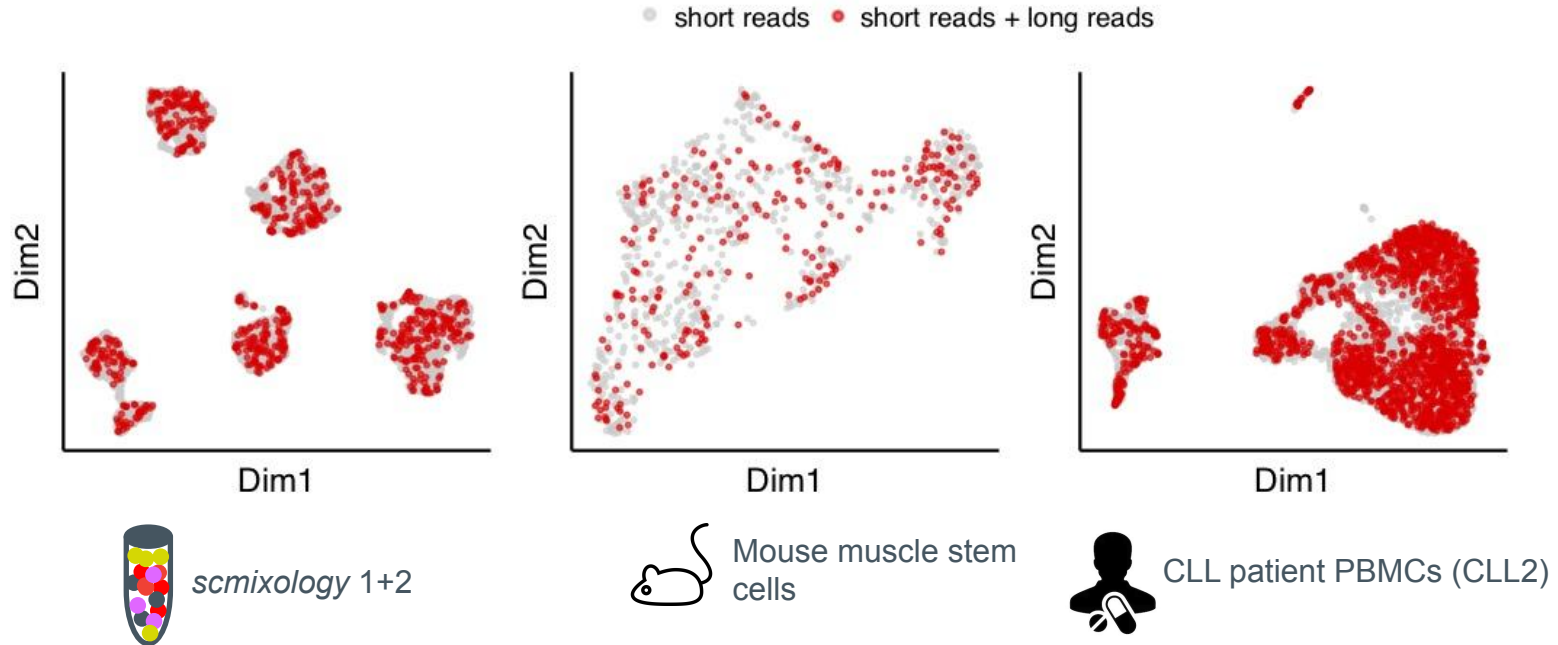 short reads short reads + long reads
Dim2
Dim1
Dim2
Dim1
Dim2
Dim1
scmixology 1+2
Mouse muscle stem
cells
CLL patient PBMCs (CLL2)